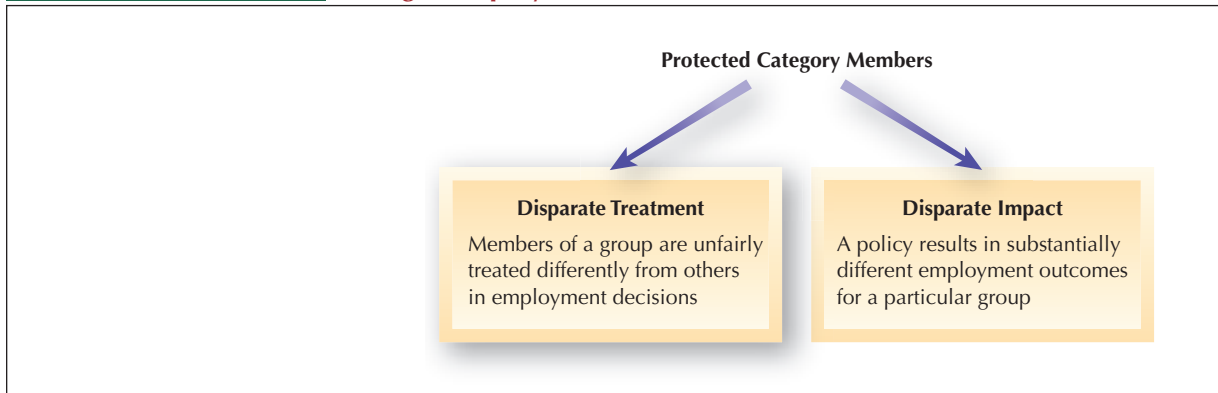 Protected Category Members
Disparate Treatment
Members of a group are unfairly
treated differently from others
in employment decisions
Disparate Impact
A policy results in substantially
different employment outcomes
for a particular group